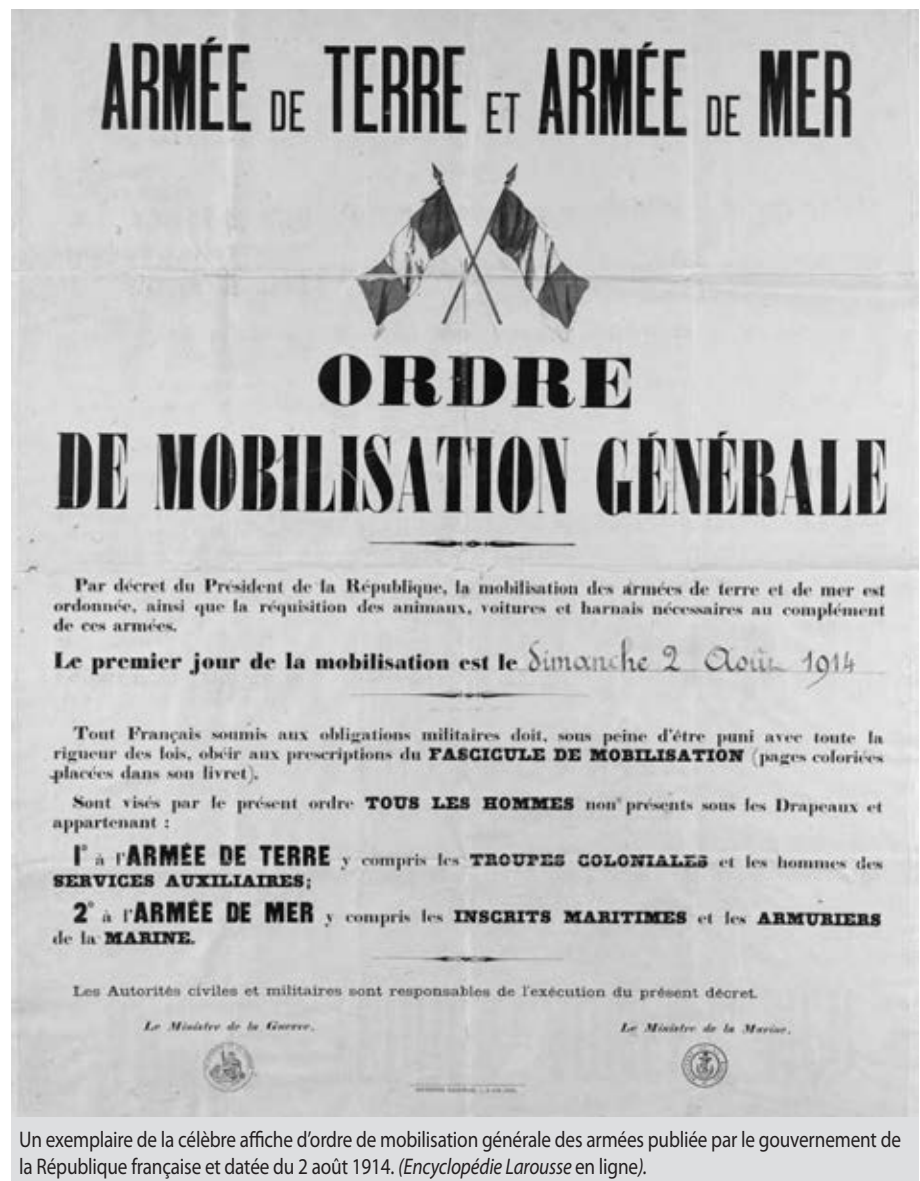 ARMÉE DE TERRE ET ARMÉE DE MER
ORDRE
DE MOBILISATION GÉNÉRALE
Par décret du Président de la République, la mobilisation des armées de terre et de mer est
ordonnée, ainsi que la réquisition des animaux, voitures et harnais nécessaires au complément
de ces armées.
Le premier jour de la mobilisation est le dimanche 2 Août 1914
Tout Français soumis aux obligations militaires doit, sous peine d'être puni avec toute la
rigueur des lois, obéir aux prescriptions du FASCICULE DE MOBILISATION (pages coloriées
placées dans son livret).
Sont visés par le présent ordre TOUS LES HOMMES non présents sous les Drapeaux et
appartenant :
1° à l'ARMÉE DE TERRE y compris les TROUPES COLONIALES et les hommes des
SERVICES AUXILIAIRES;
2° à l'ARMÉE DE MER y compris les INSCRITS MARITIMES et les ARMURIERS
de la MARINE.
Les Autorités civiles et militaires sont responsables de l'exécution du présent décret.
Le Ministre de la Guerre,
Le Ministre de la Marine,
Un exemplaire de la célèbre affiche d'ordre de mobilisation générale des armées publiée par le gouvernement de
la République française et datée du 2 août 1914. (Encyclopédie Larousse en ligne).